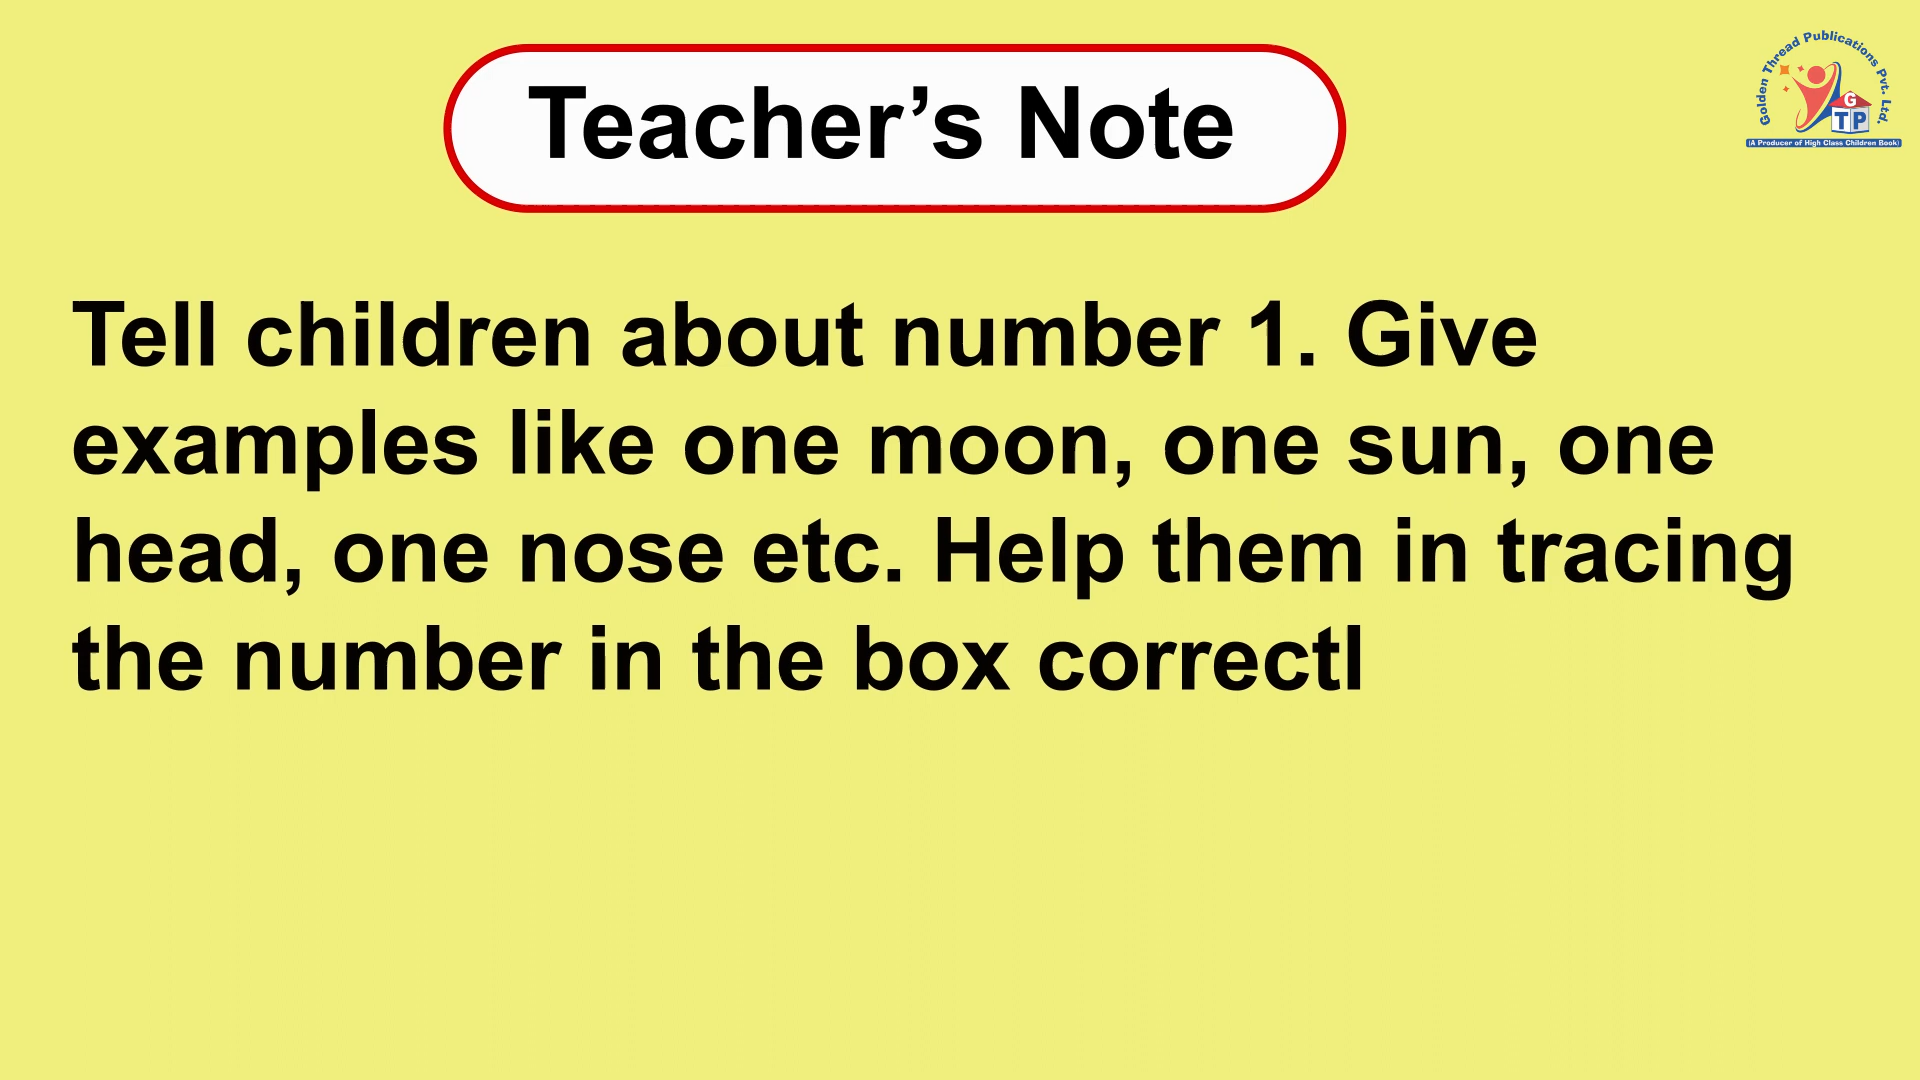 Teacher’s Note
Golden Thread Publications Pvt. Ltd.
G
TP
(A Producer of High Class Children Book)
Tell children about number 1. Give
examples like one moon, one sun, one
head, one nose etc. Help them in tracing
the number in the box correctl